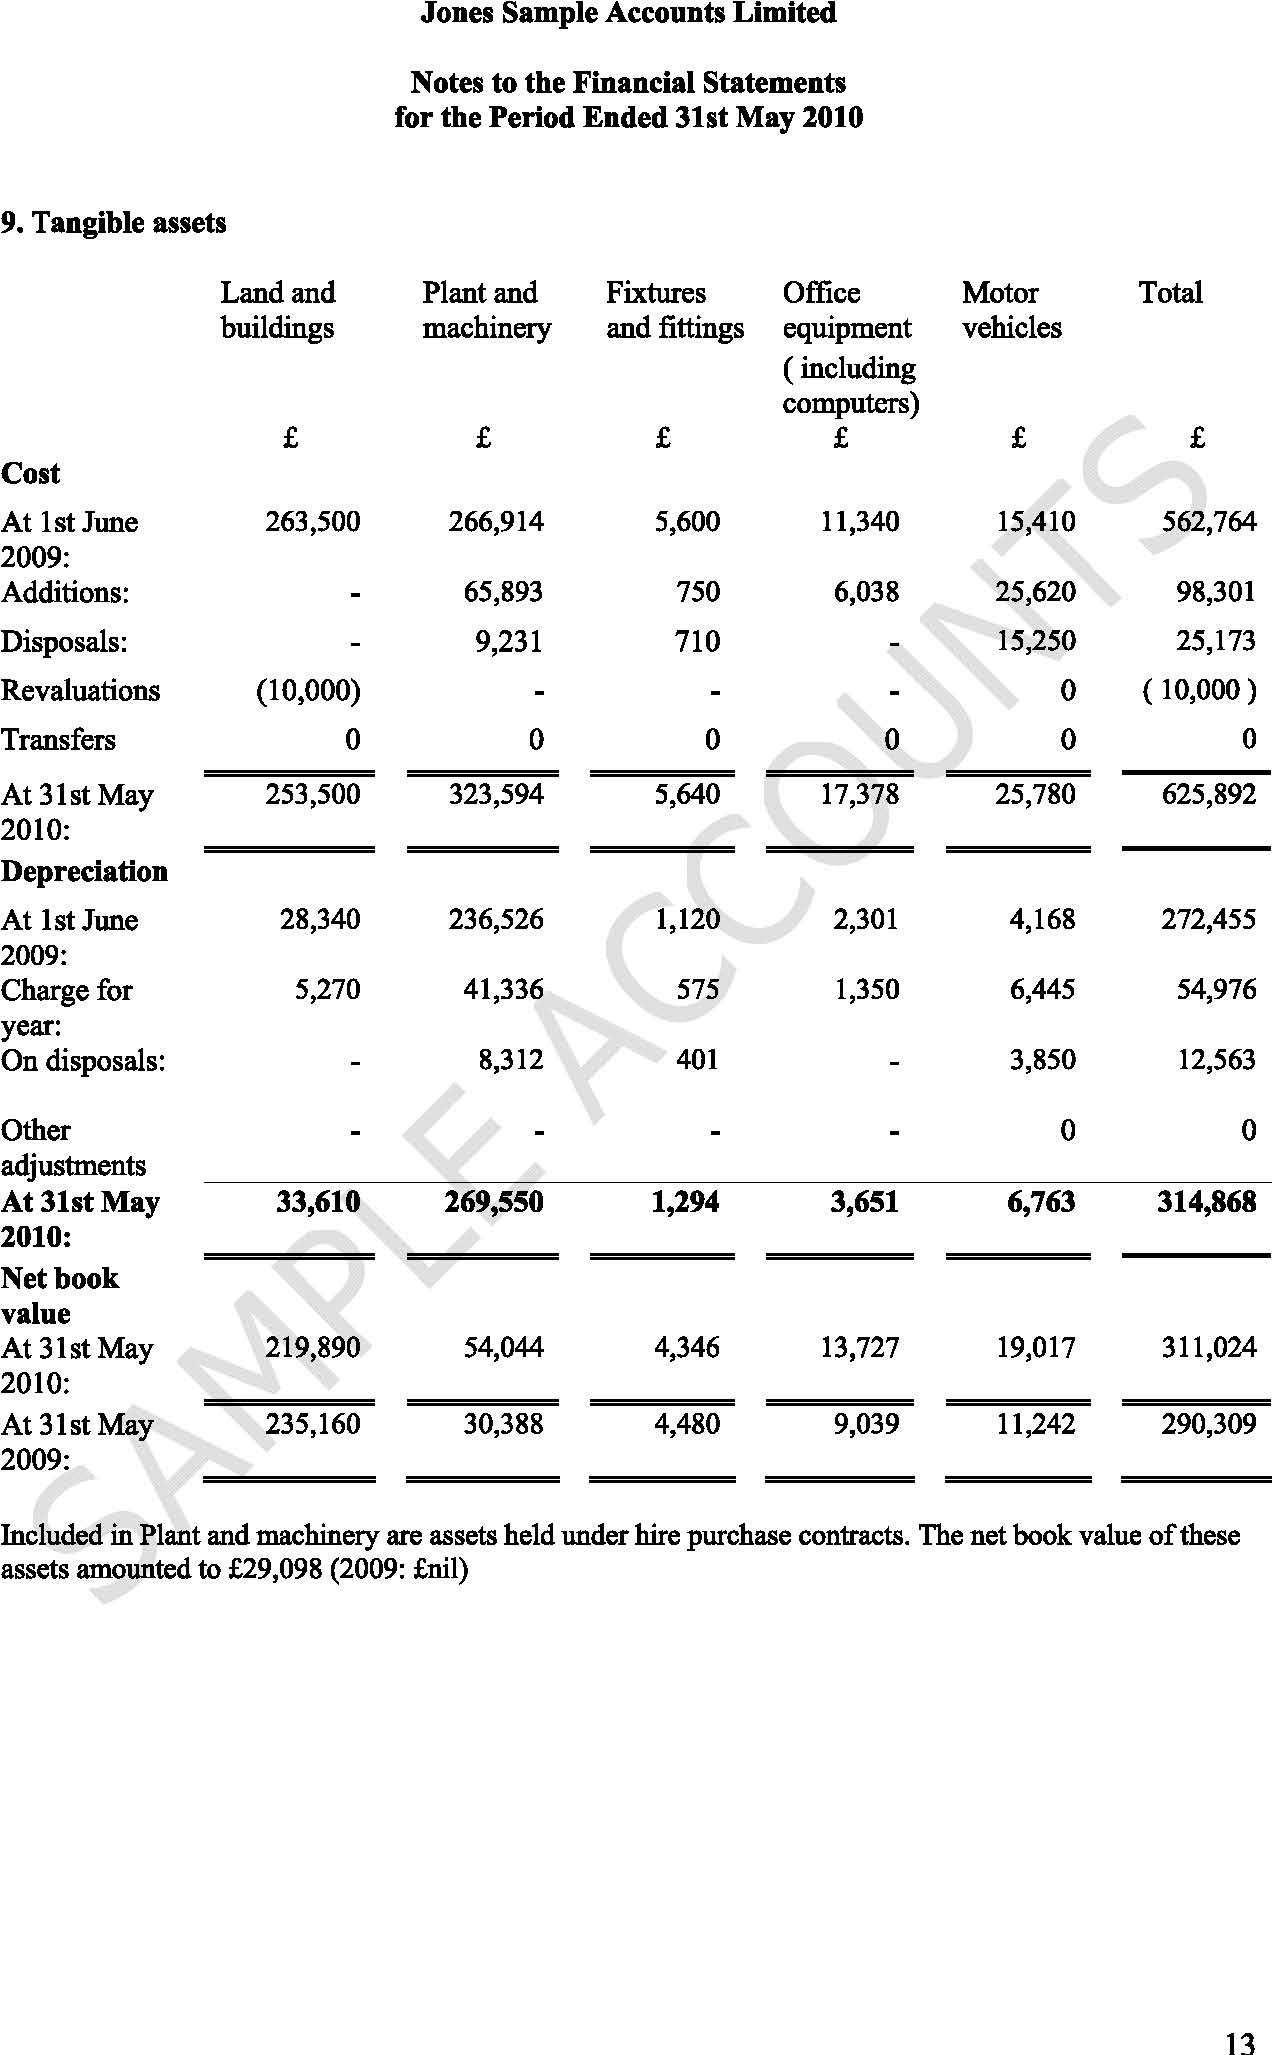 Jones Sample Accounts Limited
Notes to the Financial Statements
for the Period Ended 31st May 2010
9. Tangible assets
Land and Plant and Fixtures Office Motor Total
buildings machinery and fittings equipment vehicles
( including
computers)
£ £ £ £ £ £
Cost
At 1st June 263,500 266,914 5,600 11,340 15,410 562,764
2009:
Additions: - 65,893 750 6,038 25,620 98,301
Disposals: - 9,231 710 - 15,250 25,173
Revaluations (10,000) - - - 0 ( 10,000 )
Transfers 0 0 0 0 0 0
At 31st May 253,500 323,594 5,640 17,378 25,780 625,892
2010:
Depreciation
At 1st June 28,340 236,526 1,120 2,301 4,168 272,455
2009:
Charge for 5,270 41,336 575 1,350 6,445 54,976
year:
On disposals: - 8,312 401 - 3,850 12,563
Other - - - - 0 0
adjustments
At 31st May 33,610 269,550 1,294 3,651 6,763 314,868
2010:
Net book
value
At 31st May 219,890 54,044 4,346 13,727 19,017 311,024
2010:
At 31st May 235,160 30,388 4,480 9,039 11,242 290,309
2009:
Included in Plant and machinery are assets held under hire purchase contracts. The net book value of these
assets amounted to £29,098 (2009: £nil)
13
SAMPLE ACCOUNTS